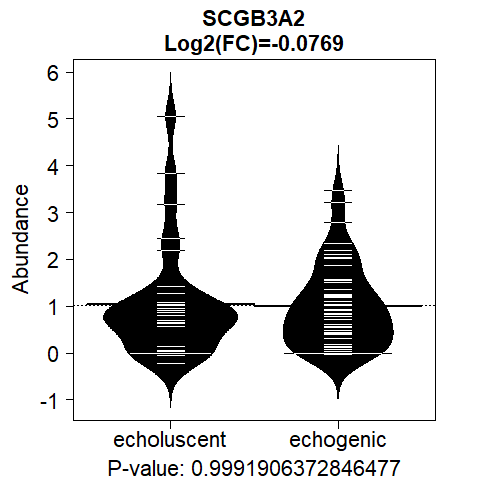 SCGB3A2
Log2(FC)=-0.0769
Abundance
6
5
4
3
2
1
0
-1
echoluscent echogenic
P-value: 0.9991906372846477